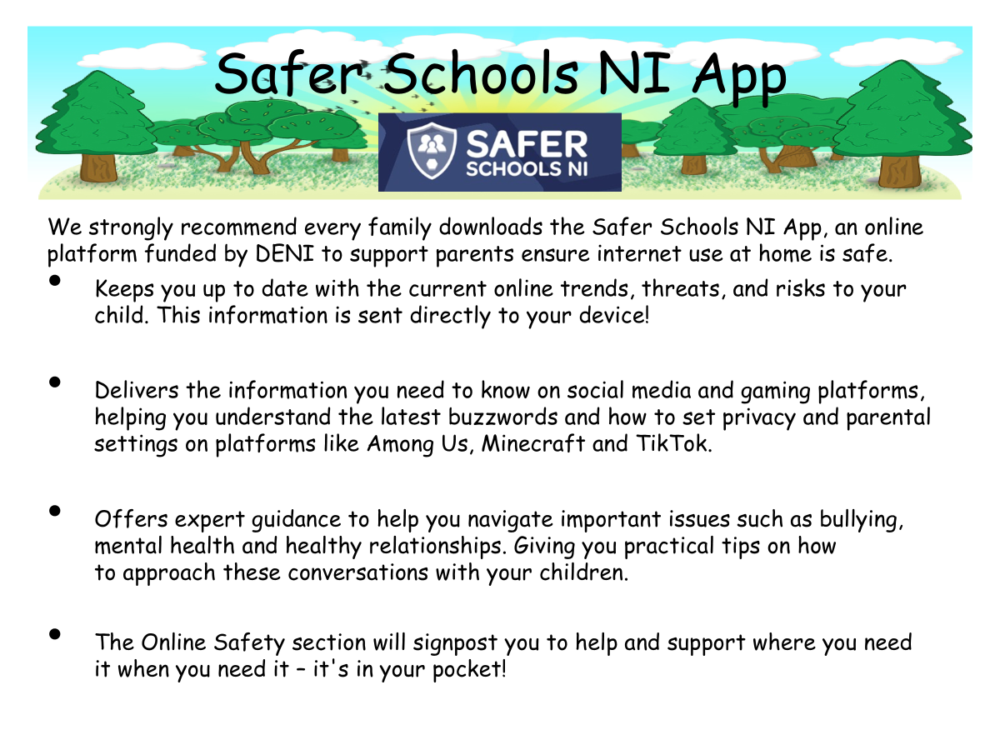 Safer Schools NI App
SAFER
SCHOOLS NI
We strongly recommend every family downloads the Safer Schools NI App, an online
platform funded by DENI to support parents ensure internet use at home is safe.
• Keeps you up to date with the current online trends, threats, and risks to your
child. This information is sent directly to your device!
• Delivers the information you need to know on social media and gaming platforms,
helping you understand the latest buzzwords and how to set privacy and parental
settings on platforms like Among Us, Minecraft and TikTok.
• Offers expert guidance to help you navigate important issues such as bullying,
mental health and healthy relationships. Giving you practical tips on how
to approach these conversations with your children.
• The Online Safety section will signpost you to help and support where you need
it when you need it – it's in your pocket!